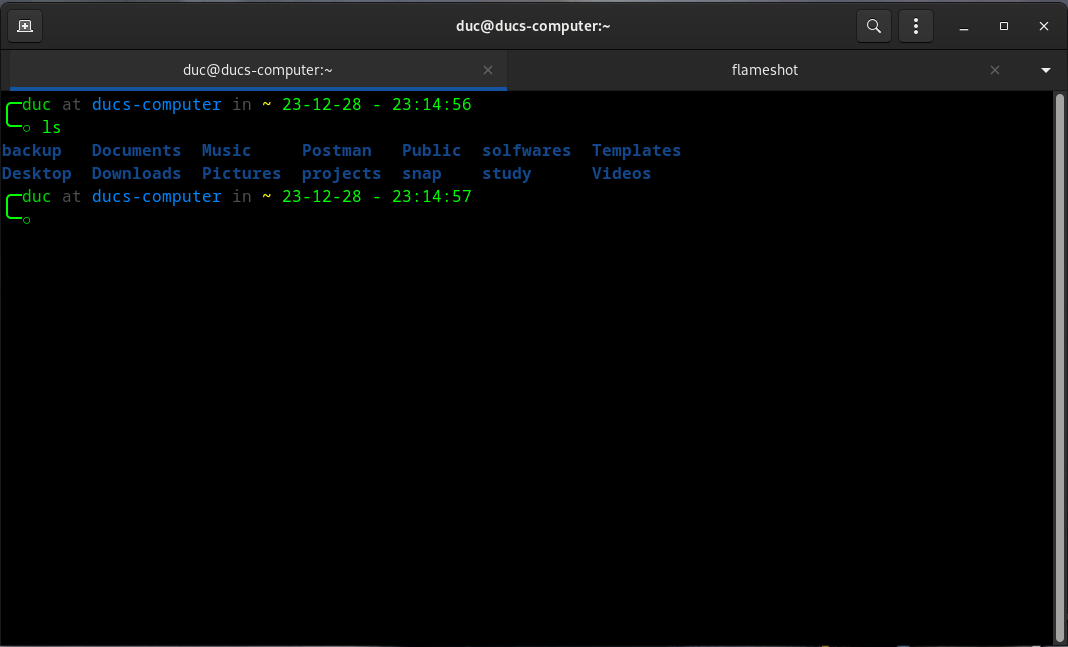 duc@ducs-computer:~
duc@ducs-computer:~ flameshot
duc at ducs-computer in ~ 23-12-28 - 23:14:56
ls
backup Documents Music Postman Public solfwares Templates
Desktop Downloads Pictures projects snap study Videos
duc at ducs-computer in ~ 23-12-28 - 23:14:57